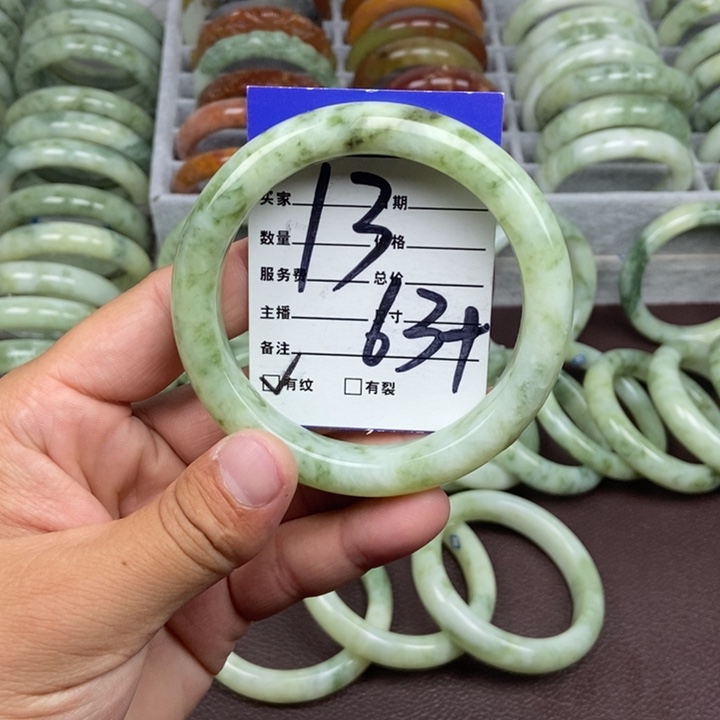 买家 13 日期
数量 价格
服务费 总价
主播 63+ 尺寸
备注
☑有纹 □有裂